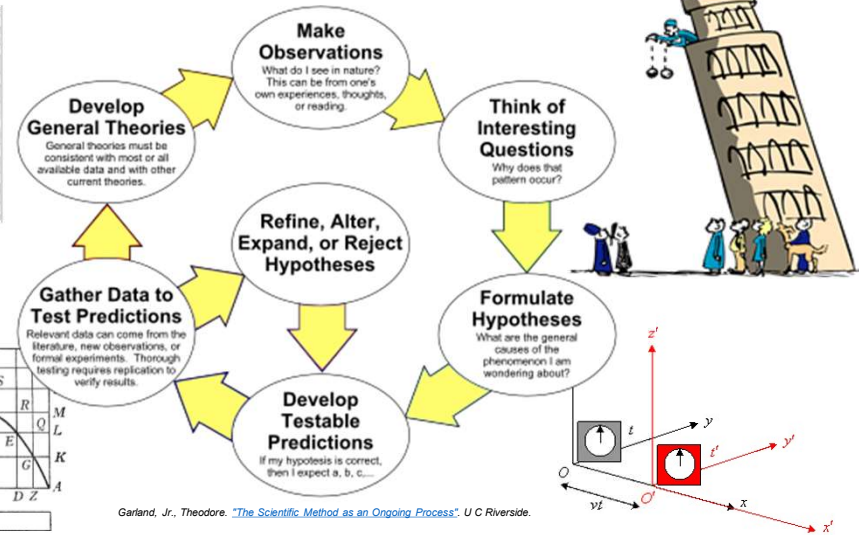 Make
Observations
What do I see in nature?
This can be from one's
own experiences, thoughts,
or reading.
Think of
Interesting
Questions
Why does that
pattern occur?
Formulate
Hypotheses
What are the general
causes of the
phenomenon I am
wondering about?
Develop
Testable
Predictions
If my hypotesis is correct,
then I expect a, b, c,...
Gather Data to
Test Predictions
Relevant data can come from the
literature, new observations, or
formal experiments. Thorough
testing requires replication to
verify results.
Refine, Alter,
Expand, or Reject
Hypotheses
Develop
General Theories
General theories must be
consistent with most or all
available data and with other
current theories.
S
R M
Q L
E
G K
D Z A
z'
t y
t' y'
O
O'
vt
x
x'
Garland, Jr., Theodore. "The Scientific Method as an Ongoing Process". U C Riverside.